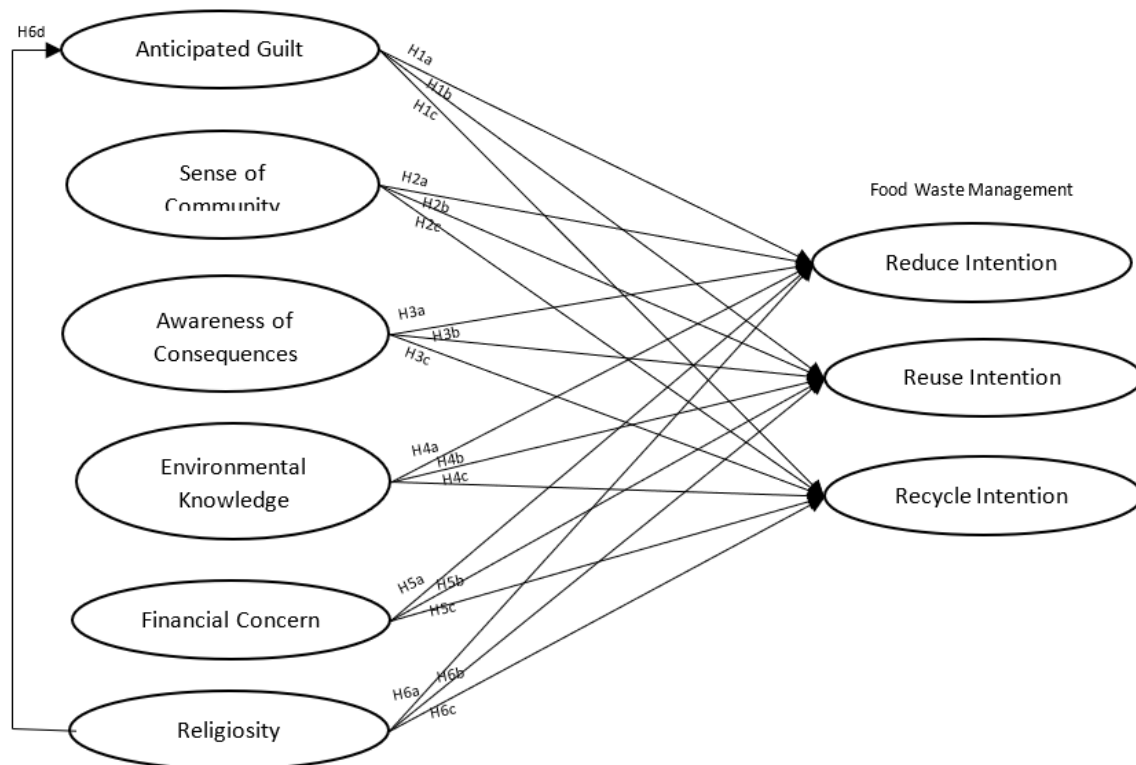 H6d
Anticipated Guilt
H1a
H1b
H1c
Sense of
Community
H2a
H2b
H2c
Food Waste Management
Reduce Intention
Awareness of
Consequences
H3a
H3b
H3c
Reuse Intention
Environmental
Knowledge
H4a
H4b
H4c
Recycle Intention
Financial Concern
H5a
H5b
H5c
Religiosity
H6a
H6b
H6c